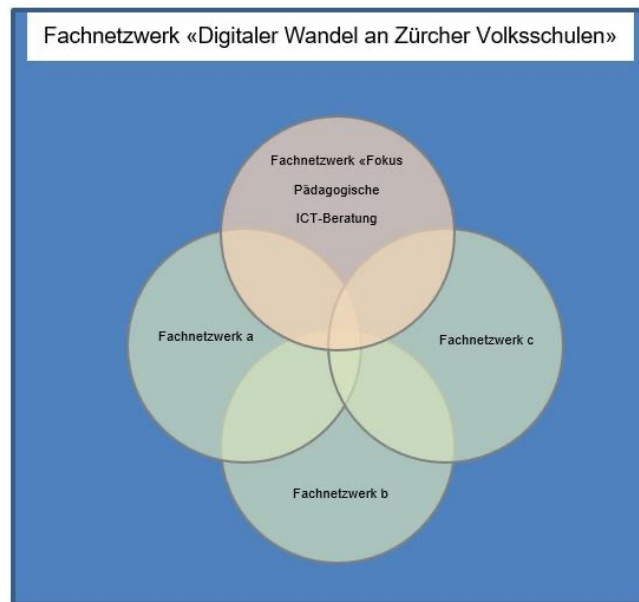 Fachnetzwerk «Digitaler Wandel an Zürcher Volksschulen»
Fachnetzwerk «Fokus
Pädagogische
ICT-Beratung
Fachnetzwerk a
Fachnetzwerk c
Fachnetzwerk b